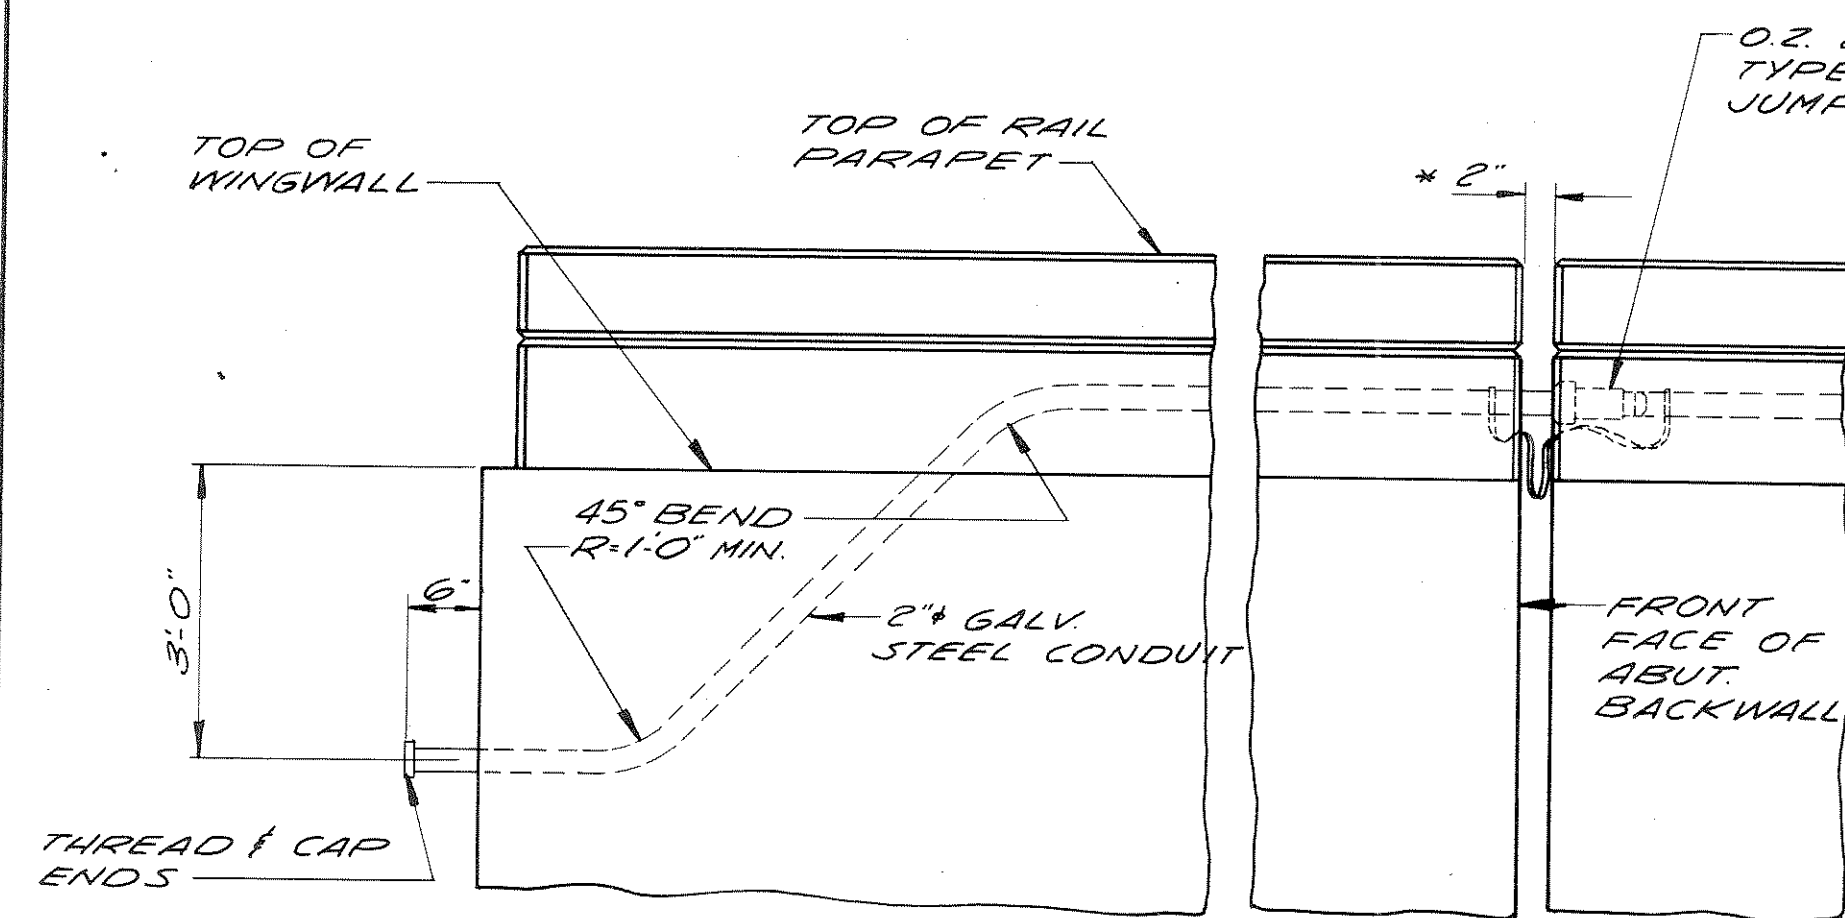 O.Z.
TYPE
TOP OF RAIL
PARAPET
TOP OF
WINGWALL
* 2"
45° BEND
R=1'-0" MIN.
6"
3'-0"
2"ϕ GALV.
STEEL CONDUIT
FRONT
FACE OF
ABUT.
BACKWALL
THREAD & CAP
ENDS